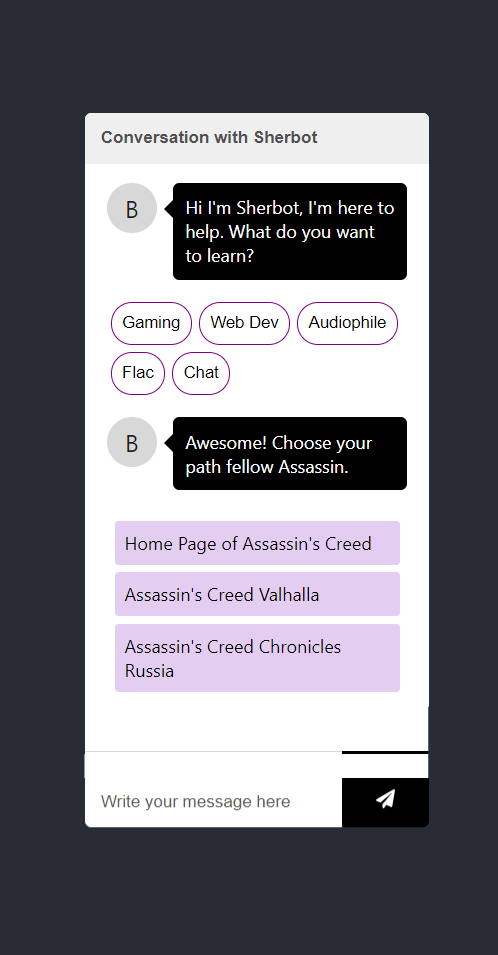 Conversation with Sherbot
B
Hi I'm Sherbot, I'm here to
help. What do you want
to learn?
Gaming
Web Dev
Audiophile
Flac
Chat
B
Awesome! Choose your
path fellow Assassin.
Home Page of Assassin's Creed
Assassin's Creed Valhalla
Assassin's Creed Chronicles
Russia
Write your message here